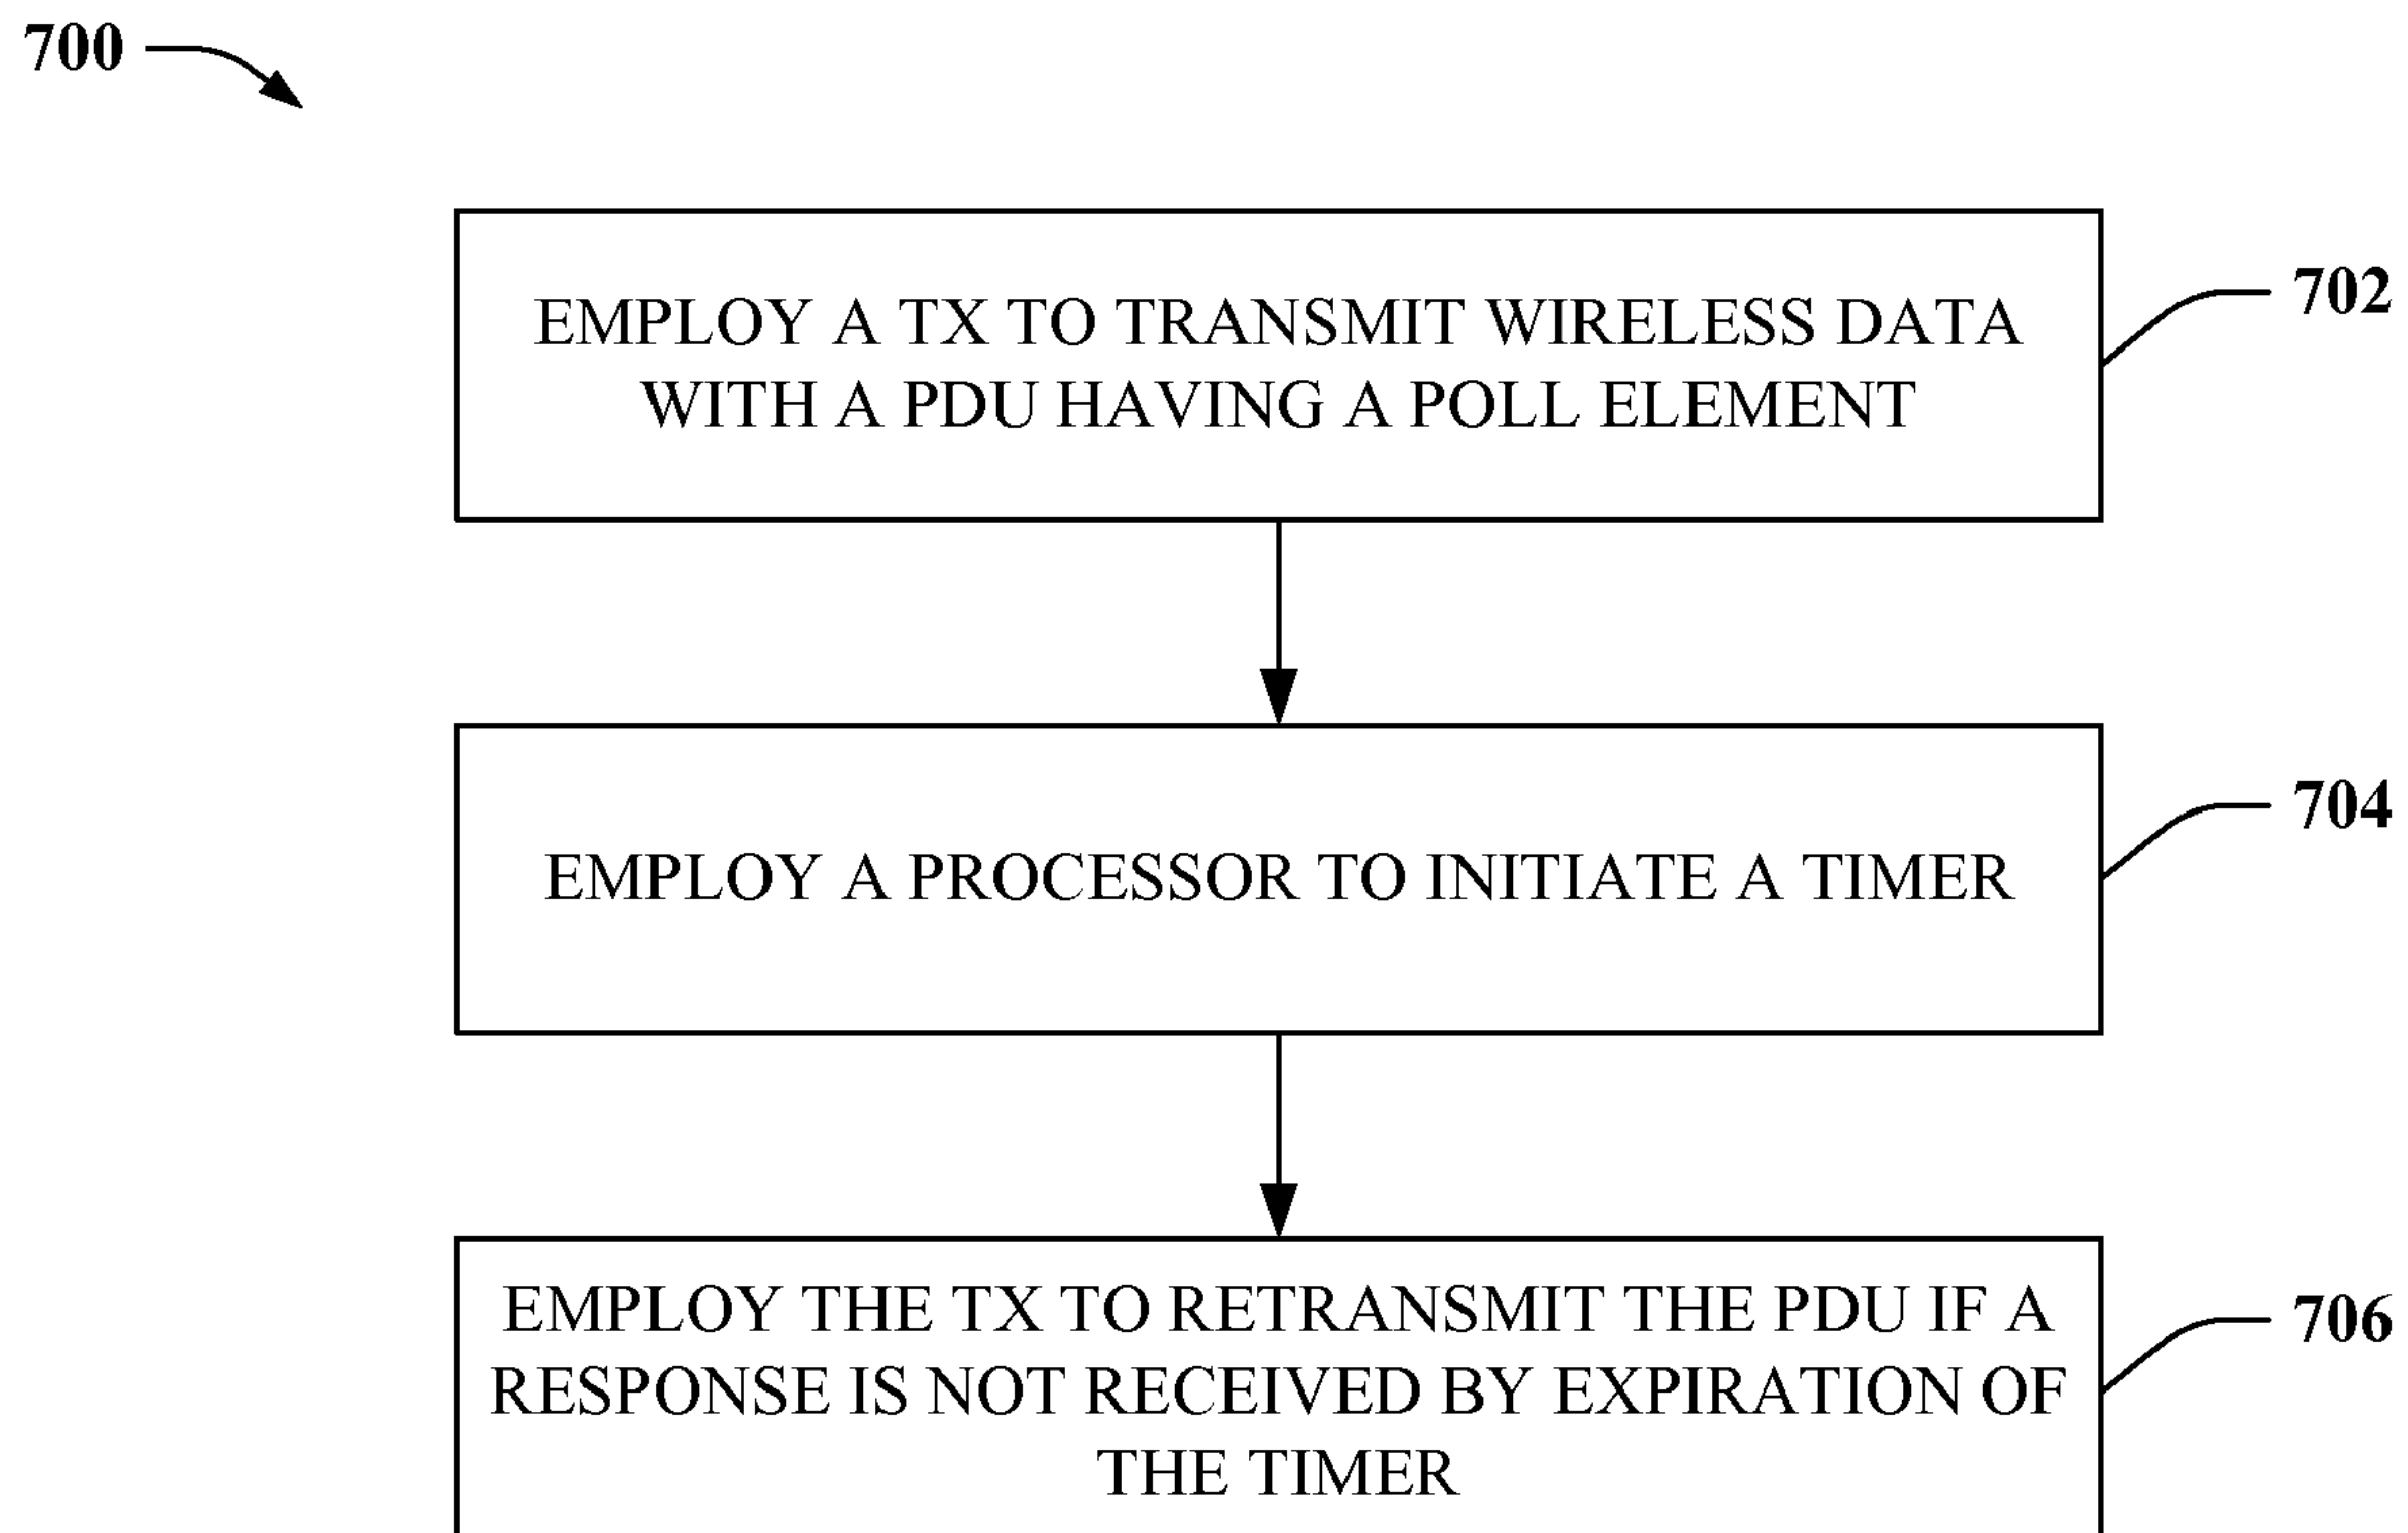 700
EMPLOY A TX TO TRANSMIT WIRELESS DATA
WITH A PDU HAVING A POLL ELEMENT
702
EMPLOY A PROCESSOR TO INITIATE A TIMER
704
EMPLOY THE TX TO RETRANSMIT THE PDU IF A
RESPONSE IS NOT RECEIVED BY EXPIRATION OF
THE TIMER
706